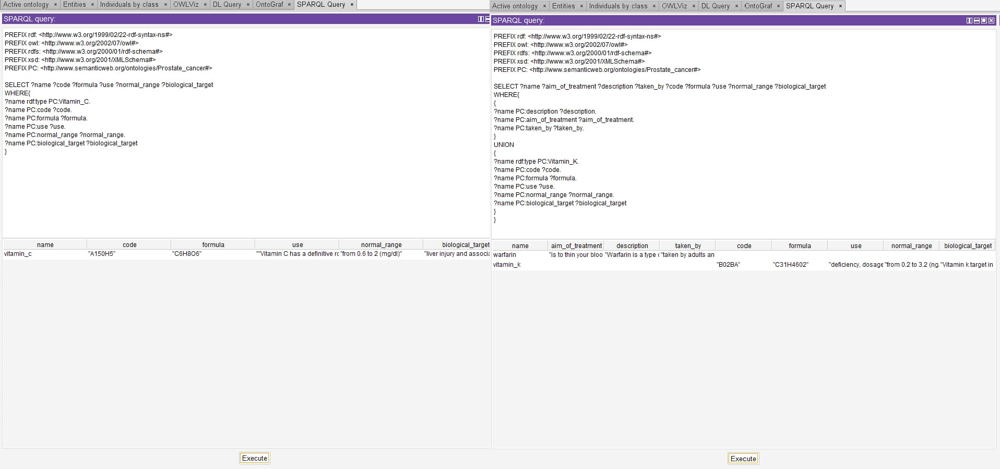 Active ontology × Entities × Individuals by class × OWLViz × DL Query × OntoGraf × SPARQL Query ×
SPARQL query:
PREFIX rdf: <http://www.w3.org/1999/02/22-rdf-syntax-ns#>
PREFIX owl: <http://www.w3.org/2002/07/owl#>
PREFIX rdfs: <http://www.w3.org/2000/01/rdf-schema#>
PREFIX xsd: <http://www.w3.org/2001/XMLSchema#>
PREFIX PC: <http://www.semanticweb.org/ontologies/Prostate_cancer#>
SELECT ?name ?code ?formula ?use ?normal_range ?biological_target
WHERE{
?name rdf:type PC:Vitamin_C.
?name PC:code ?code.
?name PC:formula ?formula.
?name PC:use ?use.
?name PC:normal_range ?normal_range.
?name PC:biological_target ?biological_target
}
name code formula use normal_range biological_target
vitamin_c "A150H5" "C6H8O6" ""Vitamin C has a definitive ro "from 0.6 to 2 (mg/dl)" "liver injury and associa
Execute
Active ontology × Entities × Individuals by class × OWLViz × DL Query × OntoGraf × SPARQL Query ×
SPARQL query:
PREFIX rdf: <http://www.w3.org/1999/02/22-rdf-syntax-ns#>
PREFIX owl: <http://www.w3.org/2002/07/owl#>
PREFIX rdfs: <http://www.w3.org/2000/01/rdf-schema#>
PREFIX xsd: <http://www.w3.org/2001/XMLSchema#>
PREFIX PC: <http://www.semanticweb.org/ontologies/Prostate_cancer#>
SELECT ?name ?aim_of_treatment ?description ?taken_by ?code ?formula ?use ?normal_range ?biological_target
WHERE{
{
?name PC:description ?description.
?name PC:aim_of_treatment ?aim_of_treatment.
?name PC:taken_by ?taken_by.
}
UNION
{
?name rdf:type PC:Vitamin_K.
?name PC:code ?code.
?name PC:formula ?formula.
?name PC:use ?use.
?name PC:normal_range ?normal_range.
?name PC:biological_target ?biological_target
}
}
name aim_of_treatment description taken_by code formula use normal_range biological_target
warfarin "is to thin your bloo "Warfarin is a type ( "taken by adults an
vitamin_k "B02BA" "C31H4602" "deficiency, dosage "from 0.2 to 3.2 (ng, "Vitamin k target in
Execute